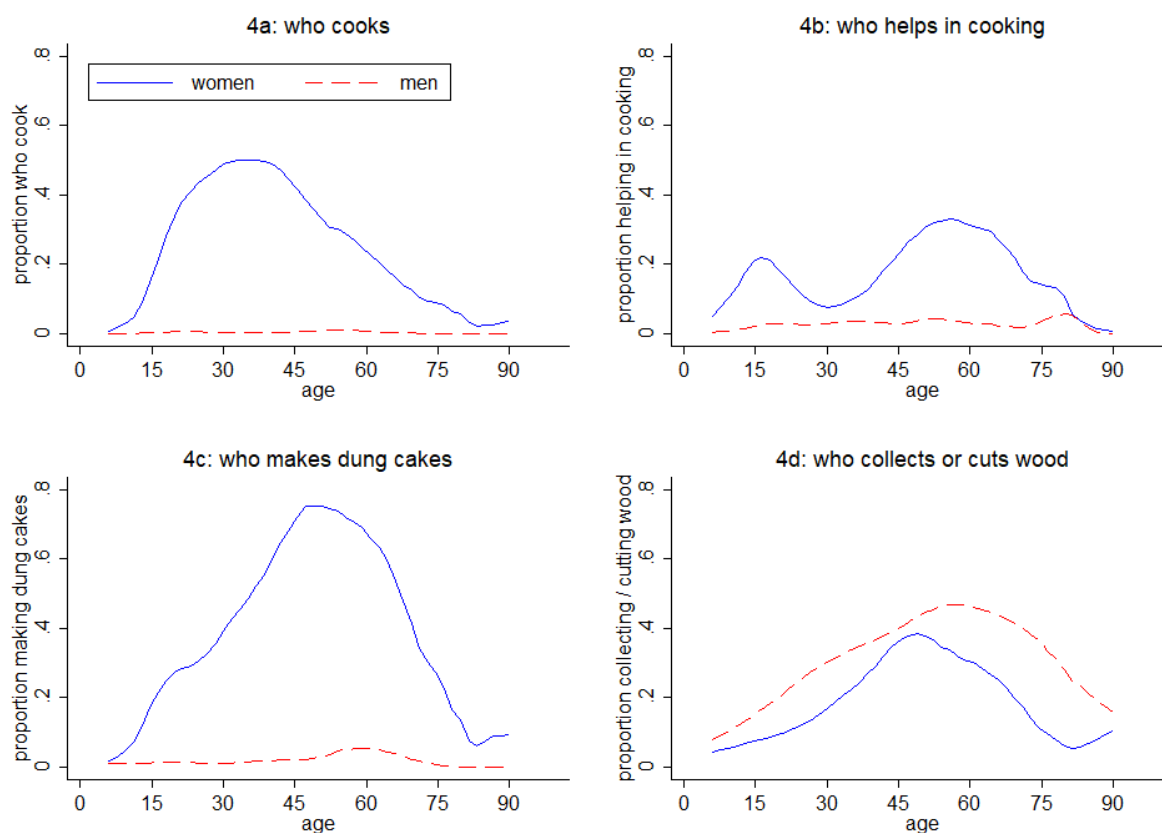 4a: who cooks
women men
proportion who cook
0 .2 .4 .6 .8
0 15 30 45 60 75 90
age
4b: who helps in cooking
proportion helping in cooking
0 .2 .4 .6 .8
0 15 30 45 60 75 90
age
4c: who makes dung cakes
proportion making dung cakes
0 .2 .4 .6 .8
0 15 30 45 60 75 90
age
4d: who collects or cuts wood
proportion collecting / cutting wood
0 .2 .4 .6 .8
0 15 30 45 60 75 90
age